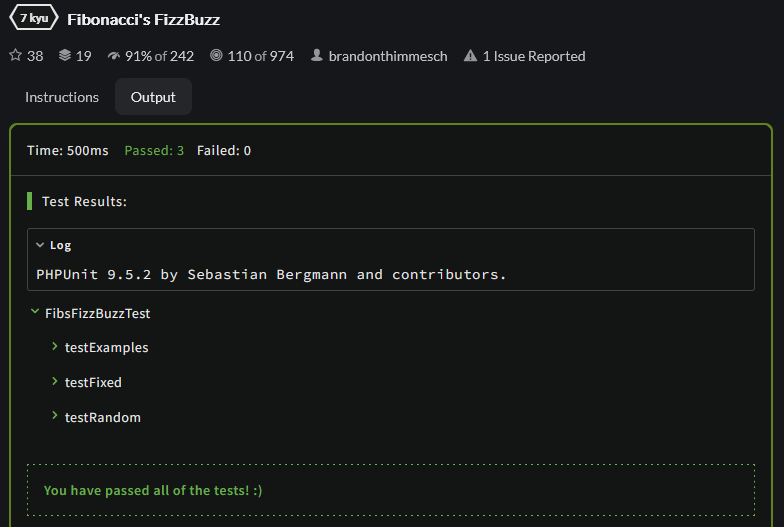 7 kyu Fibonacci's FizzBuzz
38 19 91% of 242 110 of 974 brandonthimmesch 1 Issue Reported
Instructions Output
Time: 500ms Passed: 3 Failed: 0
Test Results:
Log
PHPUnit 9.5.2 by Sebastian Bergmann and contributors.
FibsFizzBuzzTest
testExamples
testFixed
testRandom
You have passed all of the tests! :)